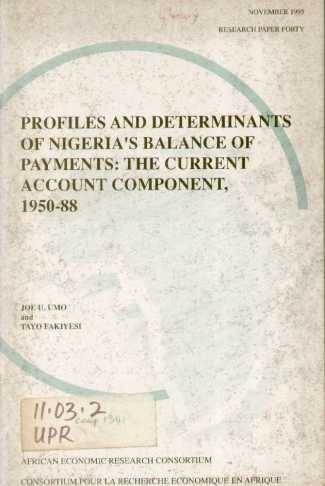 NOVEMBER 1995
RESEARCH PAPER FORTY
PROFILES AND DETERMINANTS
OF NIGERIA'S BALANCE OF
PAYMENTS: THE CURRENT
ACCOUNT COMPONENT,
1950-88
JOE U. UMO
and
TAYO FAKIYESI
11·03·2
UPR
AFRICAN ECONOMIC RESEARCH CONSORTIUM
CONSORTIUM POUR LA RECHERCHE ECONOMIQUE EN AFRIQUE